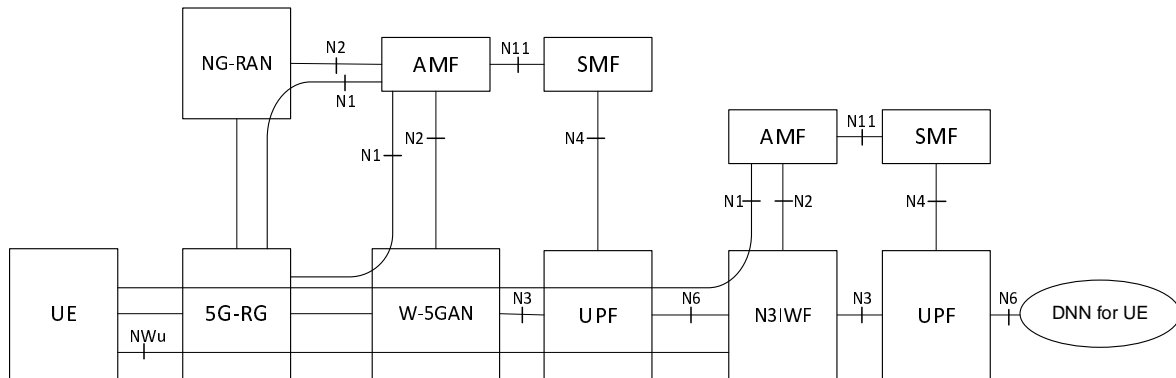 N2
N11
NG-RAN
AMF
SMF
N1
N1
N2
N4
N11
AMF
SMF
N1
N2
N4
UE
5G-RG
W-5GAN
N3
UPF
N6
N3IWF
N3
UPF
N6
DNN for UE
NWu